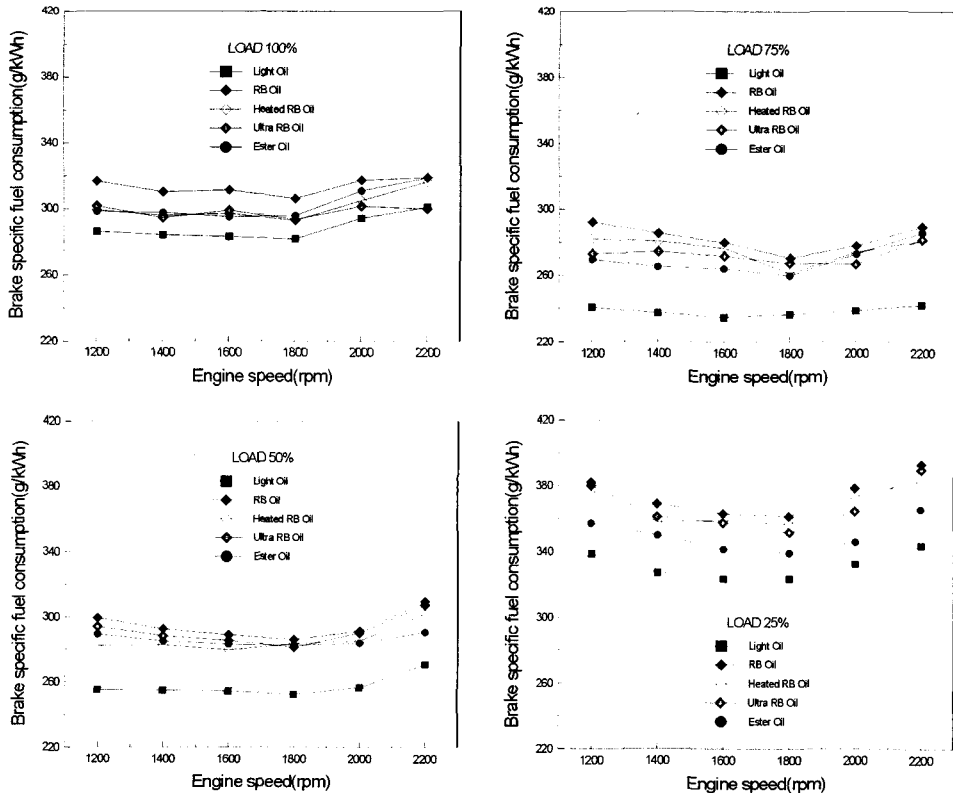 Brake specific fuel consumption(g/kWh)
420
380
340
300
260
220
LOAD 100%
Light Oil
RB Oil
Heated RB Oil
Ultra RB Oil
Ester Oil
1200 1400 1600 1800 2000 2200
Engine speed(rpm)
Brake specific fuel consumption(g/kWh)
420
380
340
300
260
220
LOAD 75%
Light Oil
RB Oil
Heated RB Oil
Ultra RB Oil
Ester Oil
1200 1400 1600 1800 2000 2200
Engine speed(rpm)
Brake specific fuel consumption(g/kWh)
420
380
340
300
260
220
LOAD 50%
Light Oil
RB Oil
Heated RB Oil
Ultra RB Oil
Ester Oil
1200 1400 1600 1800 2000 2200
Engine speed(rpm)
Brake specific fuel consumption(g/kWh)
420
380
340
300
260
220
LOAD 25%
Light Oil
RB Oil
Heated RB Oil
Ultra RB Oil
Ester Oil
1200 1400 1600 1800 2000 2200
Engine speed(rpm)